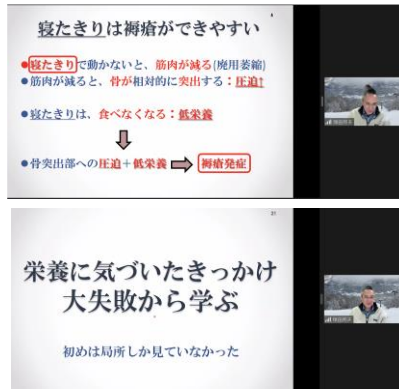 寝たきりは褥瘡ができやすい
●寝たきりで動かないと、筋肉が減る(廃用萎縮)
●筋肉が減ると、骨が相対的に突出する：圧迫↑
●寝たきりは、食べなくなる：低栄養
●骨突出部への圧迫＋低栄養 褥瘡発症
栄養に気づいたきっかけ
大失敗から学ぶ
初めは局所しか見ていなかった